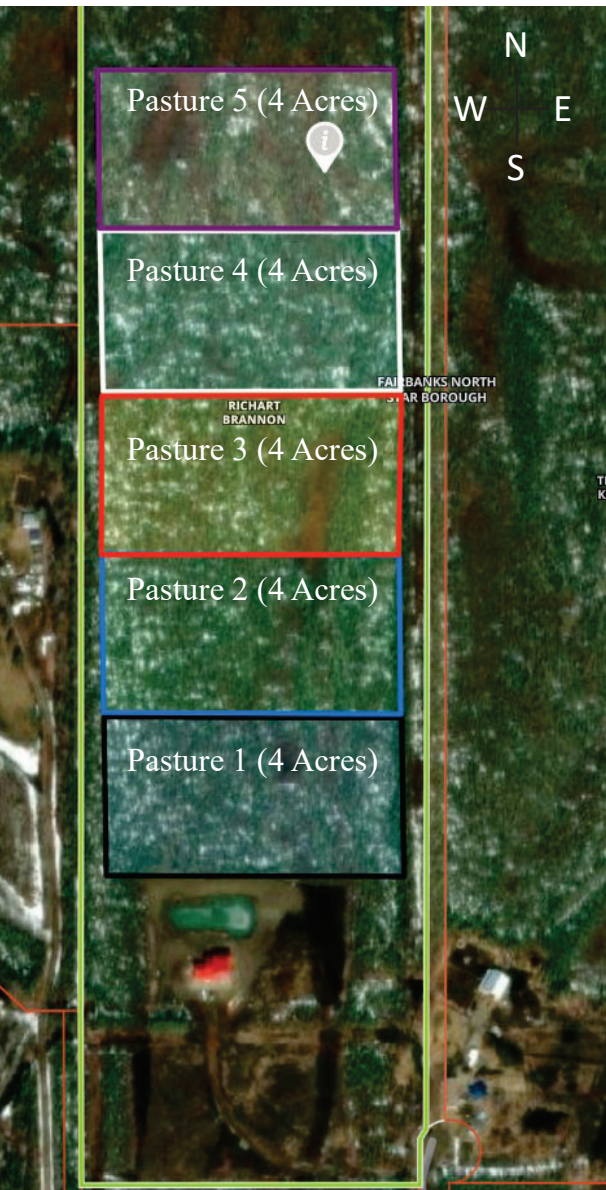 N
W E
S
Pasture 5 (4 Acres)
i
Pasture 4 (4 Acres)
FAIRBANKS NORTH
STAR BOROUGH
RICHART
BRANNON
Pasture 3 (4 Acres)
Pasture 2 (4 Acres)
Pasture 1 (4 Acres)